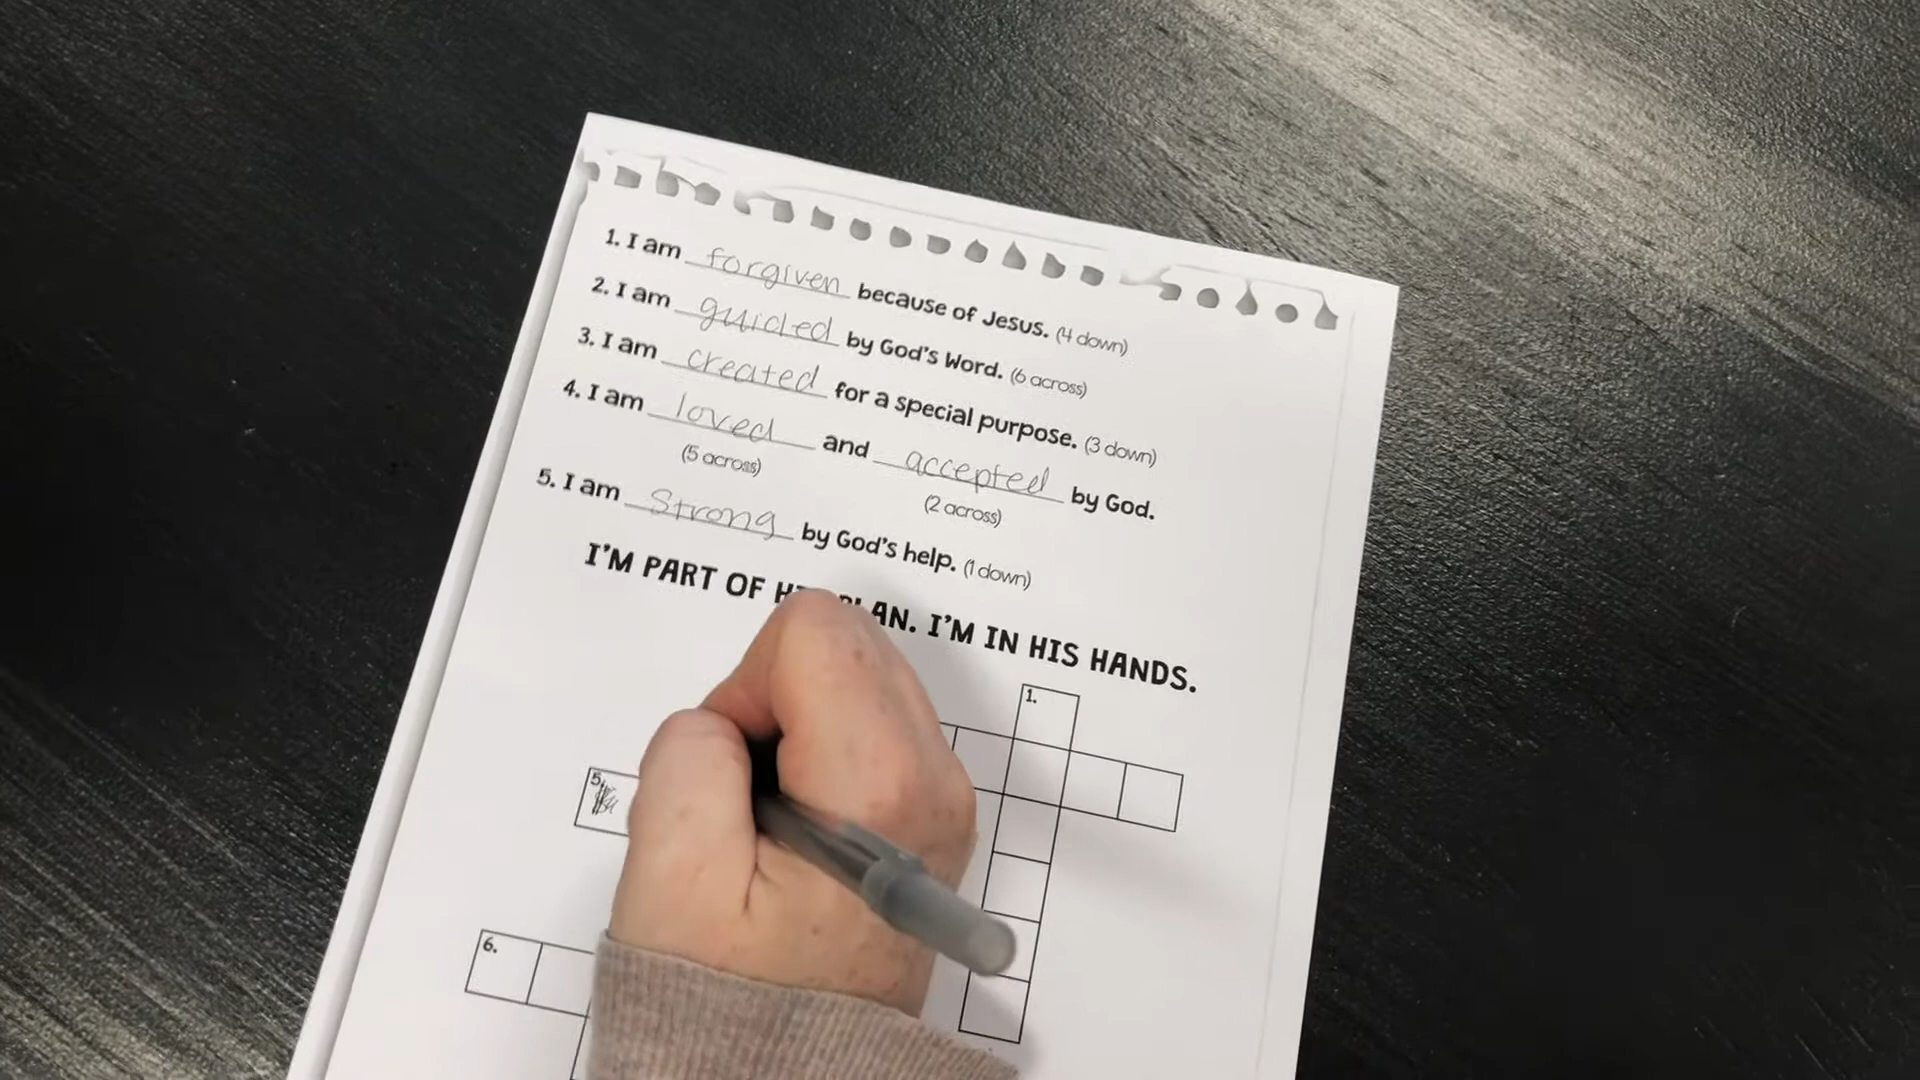 1. I am forgiven because of Jesus. (4 down)
2. I am guided by God's Word. (6 across)
3. I am created for a special purpose. (3 down)
4. I am loved and accepted by God.
(5 across) (2 across)
5. I am Strong by God's help. (1 down)
I'M PART OF PLAN. I'M IN HIS HANDS.
1.
5.
6.